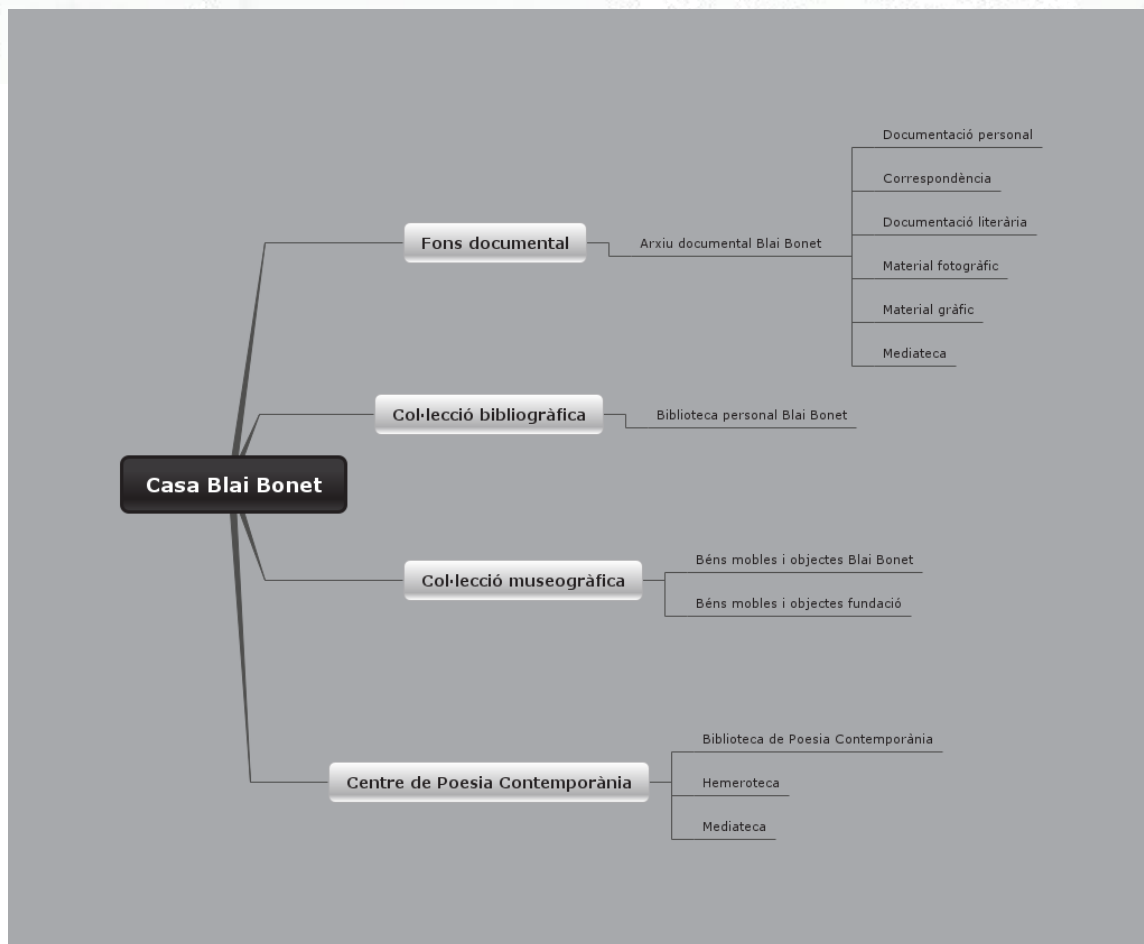 Casa Blai Bonet
Fons documental
Arxiu documental Blai Bonet
Documentació personal
Correspondència
Documentació literària
Material fotogràfic
Material gràfic
Mediateca
Col·lecció bibliogràfica
Biblioteca personal Blai Bonet
Col·lecció museogràfica
Béns mobles i objectes Blai Bonet
Béns mobles i objectes fundació
Centre de Poesia Contemporània
Biblioteca de Poesia Contemporània
Hemeroteca
Mediateca